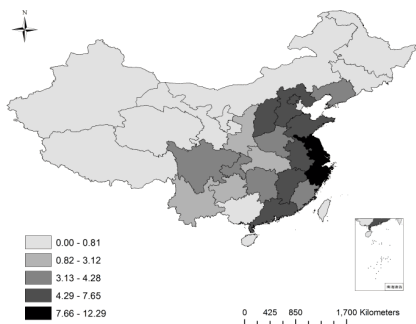 N
0.00 - 0.81
0.82 - 3.12
3.13 - 4.28
4.29 - 7.65
7.66 - 12.29
0 425 850 1,700 Kilometers